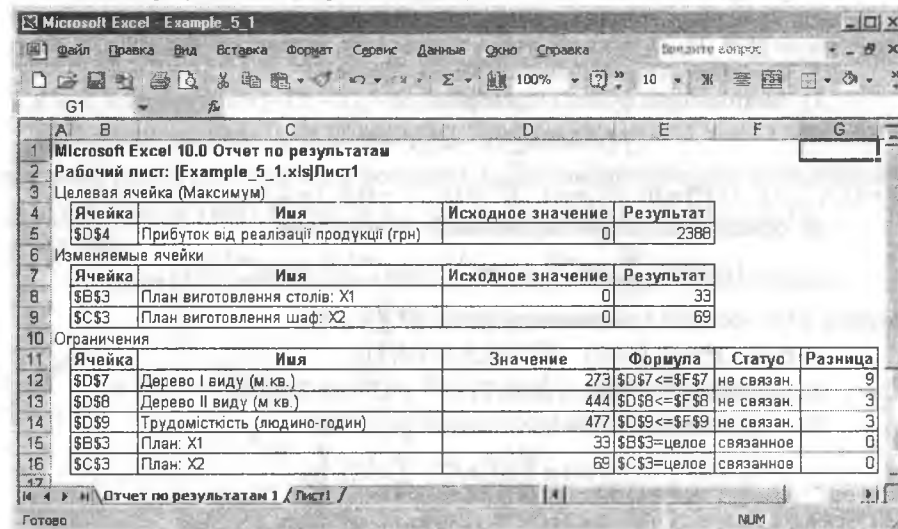 Microsoft Excel - Example_5_1
Файл Правка Вид Вставка Формат Сервис Данные Окно Справка Введите вопрос
100% 10 Ж
G1 fx
A B C D E F G
1 Microsoft Excel 10.0 Отчет по результатам
2 Рабочий лист: [Example_5_1.xls]Лист1
3 Целевая ячейка (Максимум)
4 Ячейка Имя Исходное значение Результат
5 $D$4 Прибуток від реалізації продукції (грн) 0 2388
6 Изменяемые ячейки
7 Ячейка Имя Исходное значение Результат
8 $B$3 План виготовлення столів: X1 0 33
9 $C$3 План виготовлення шаф: X2 0 69
10 Ограничения
11 Ячейка Имя Значение Формула Статус Разница
12 $D$7 Дерево I виду (м.кв.) 273 $D$7<=$F$7 не связан. 9
13 $D$8 Дерево II виду (м кв.) 444 $D$8<=$F$8 не связан. 3
14 $D$9 Трудомісткість (людино-годин) 477 $D$9<=$F$9 не связан. 3
15 $B$3 План: X1 33 $B$3=целое связанное 0
16 $C$3 План: X2 69 $C$3=целое связанное 0
17
Отчет по результатам 1 / Лист1 /
Готово NUM